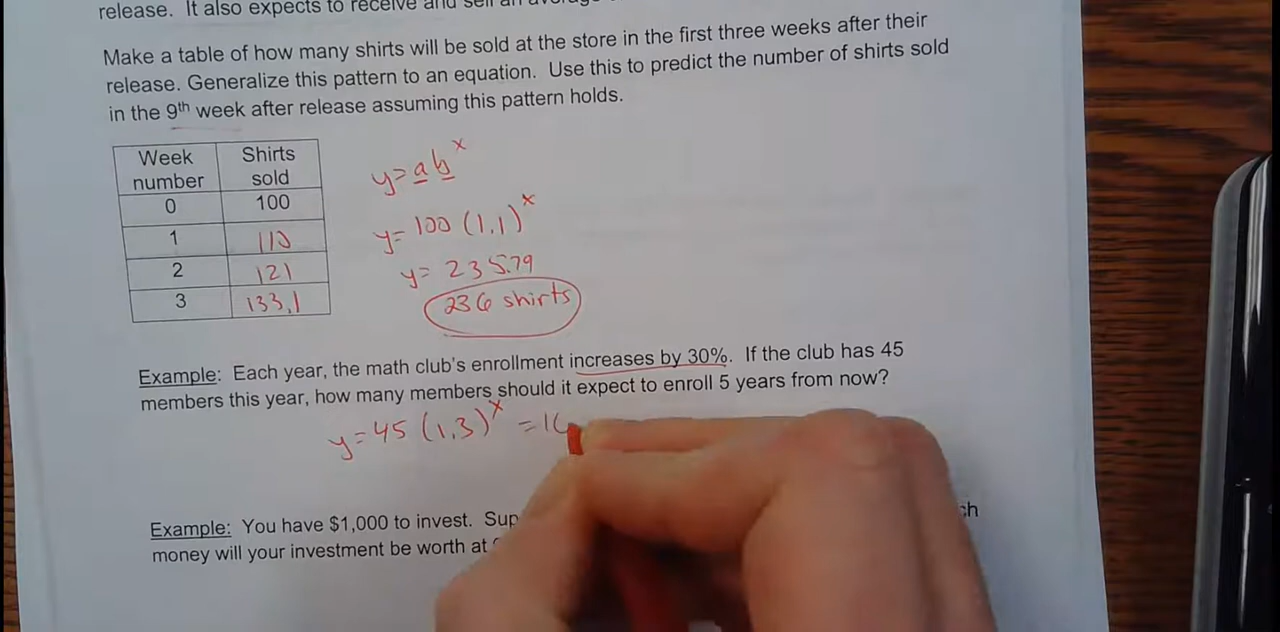 release. It also expects to receive and sell an average
Make a table of how many shirts will be sold at the store in the first three weeks after their
release. Generalize this pattern to an equation. Use this to predict the number of shirts sold
in the 9th week after release assuming this pattern holds.
Week number Shirts sold
0 100
1 110
2 121
3 133.1
y=ab^x
y=100(1.1)^x
y=235.79
236 shirts
Example: Each year, the math club's enrollment increases by 30%. If the club has 45
members this year, how many members should it expect to enroll 5 years from now?
y=45(1.3)^x =16
Example: You have $1,000 to invest. Sup
money will your investment be worth at